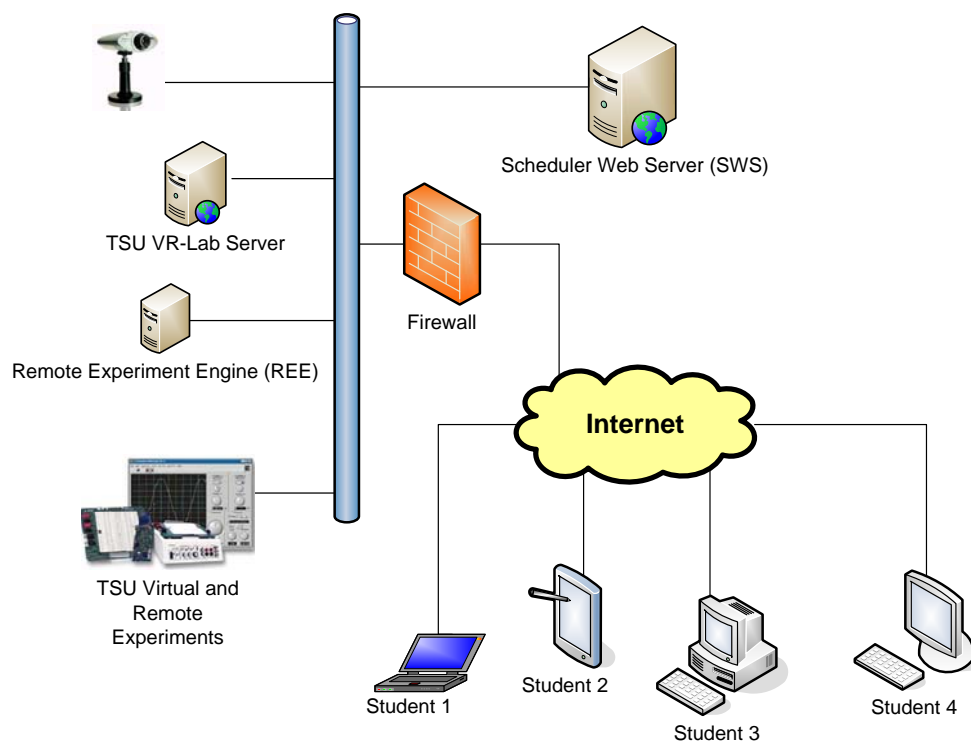 Scheduler Web Server (SWS)
TSU VR-Lab Server
Firewall
Remote Experiment Engine (REE)
Internet
TSU Virtual and
Remote
Experiments
Student 1
Student 2
Student 3
Student 4